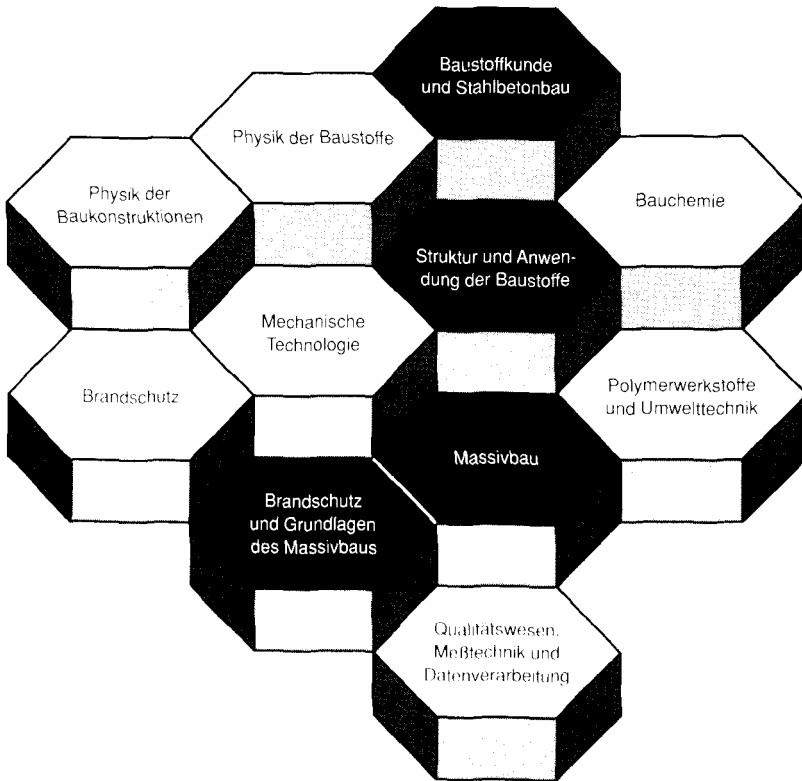 Baustoffkunde
und Stahlbetonbau
Physik der Baustoffe
Physik der
Baukonstruktionen
Bauchemie
Struktur und Anwen-
dung der Baustoffe
Mechanische
Technologie
Brandschutz
Polymerwerkstoffe
und Umwelttechnik
Massivbau
Brandschutz
und Grundlagen
des Massivbaus
Qualitätswesen,
Meßtechnik und
Datenverarbeitung